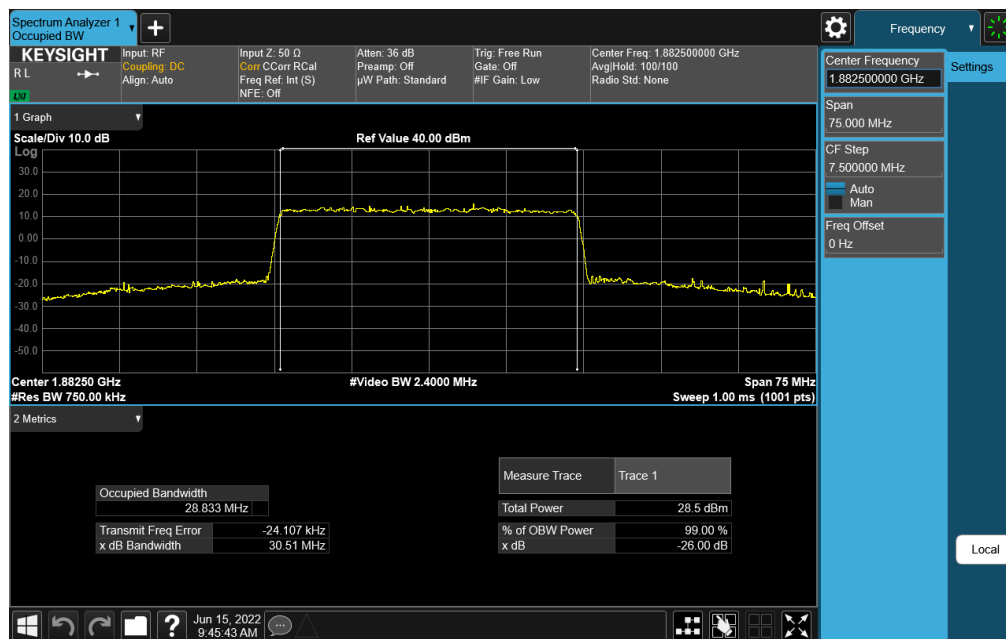 Spectrum Analyzer 1
Occupied BW
Frequency
KEYSIGHT
R L
LXI
Input: RF
Coupling: DC
Align: Auto
Input Z: 50 Ω
Corr CCorr RCal
Freq Ref: Int (S)
NFE: Off
Atten: 36 dB
Preamp: Off
µW Path: Standard
Trig: Free Run
Gate: Off
#IF Gain: Low
Center Freq: 1.882500000 GHz
Avg|Hold: 100/100
Radio Std: None
Center Frequency
1.882500000 GHz
Settings
Span
75.000 MHz
CF Step
7.500000 MHz
Auto
Man
Freq Offset
0 Hz
Local
1 Graph
Scale/Div 10.0 dB
Ref Value 40.00 dBm
Log
30.0
20.0
10.0
0.00
-10.0
-20.0
-30.0
-40.0
-50.0
Center 1.88250 GHz
#Video BW 2.4000 MHz
Span 75 MHz
#Res BW 750.00 kHz
Sweep 1.00 ms (1001 pts)
2 Metrics
Measure Trace
Trace 1
Occupied Bandwidth
28.833 MHz
Total Power
28.5 dBm
Transmit Freq Error
-24.107 kHz
% of OBW Power
99.00 %
x dB Bandwidth
30.51 MHz
x dB
-26.00 dB
?
Jun 15, 2022
9:45:43 AM